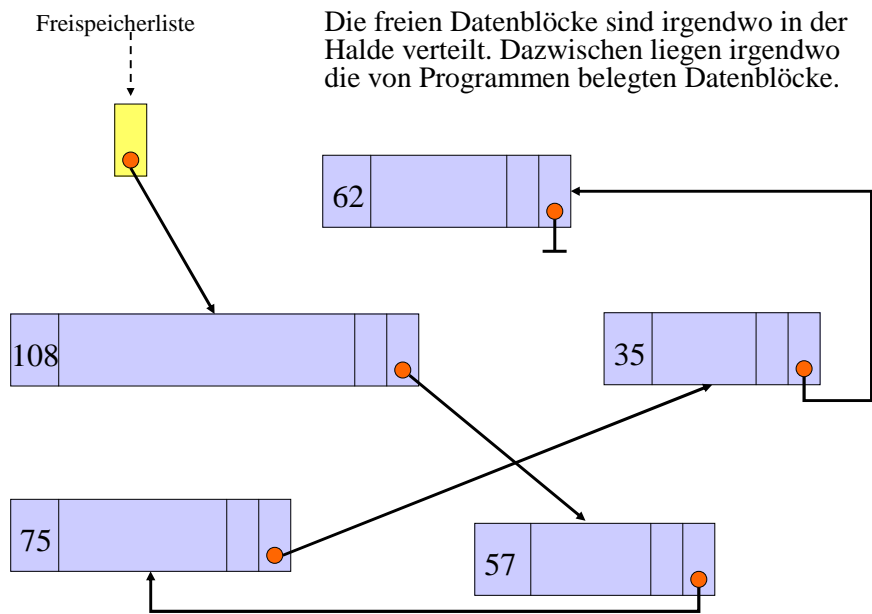 Freispeicherliste
Die freien Datenblöcke sind irgendwo in der
Halde verteilt. Dazwischen liegen irgendwo
die von Programmen belegten Datenblöcke.
62
108
35
75
57